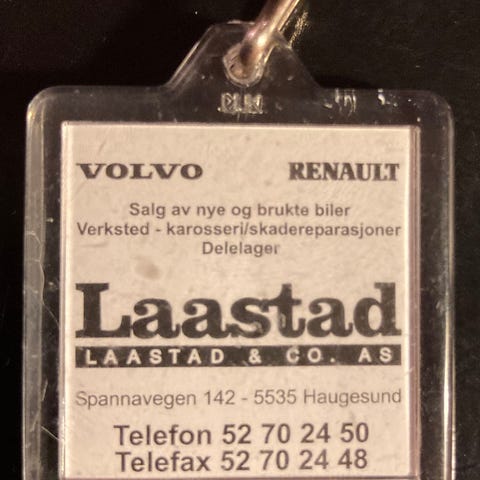 VOLVO RENAULT
Salg av nye og brukte biler
Verksted - karosseri/skadereparasjoner
Delelager
Laastad
LAASTAD & CO. AS
Spannavegen 142 - 5535 Haugesund
Telefon 52 70 24 50
Telefax 52 70 24 48